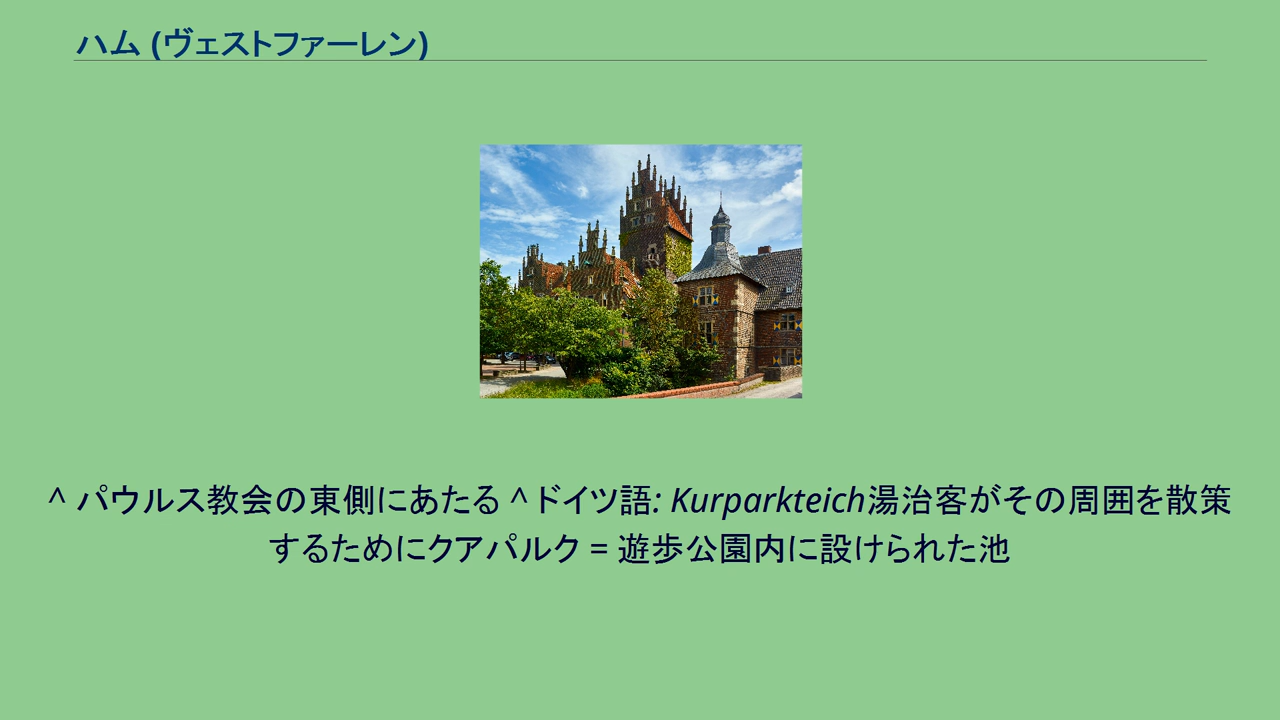 ハム (ヴェストファーレン)
^ パウルス教会の東側にあたる ^ ドイツ語: Kurparkteich湯治客がその周囲を散策
するためにクアパルク = 遊歩公園内に設けられた池